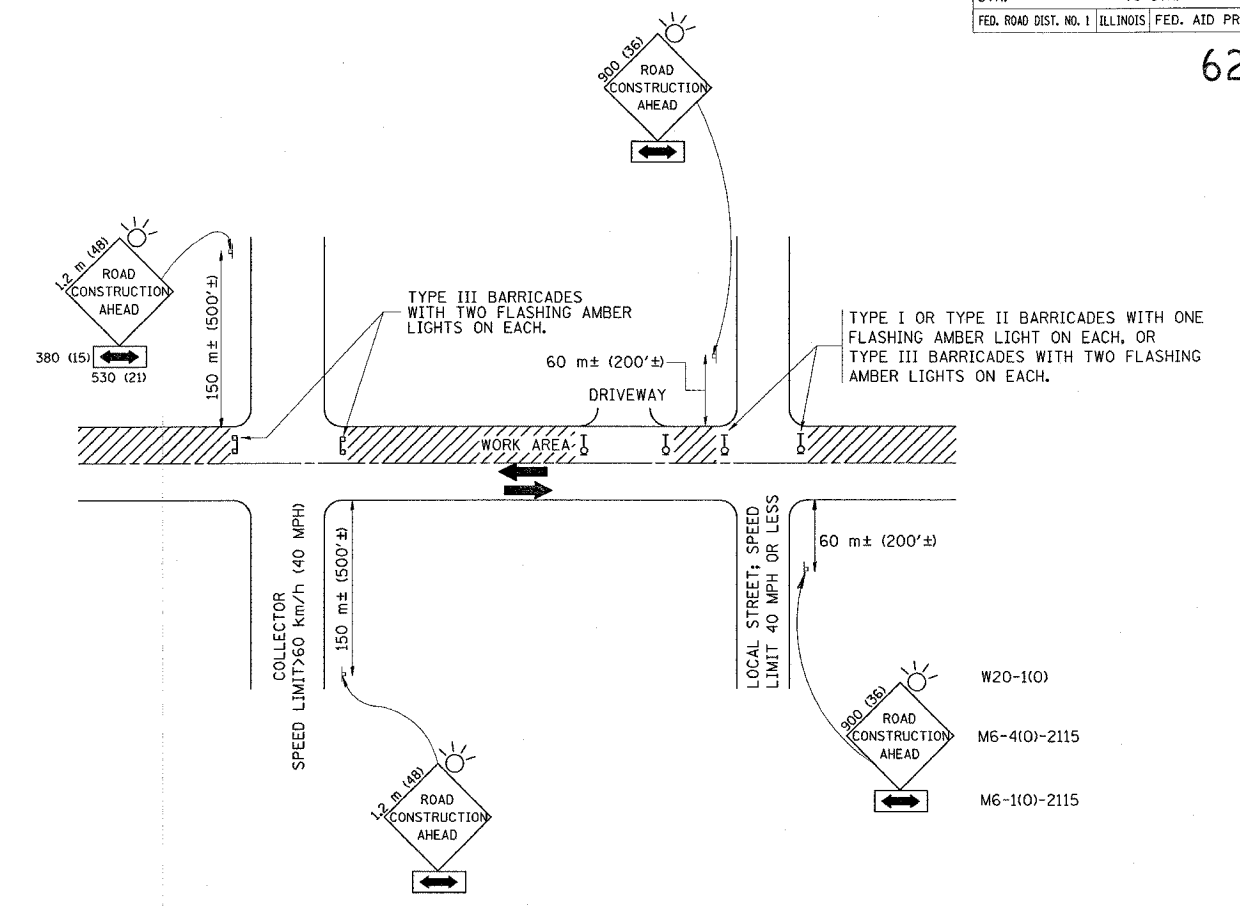 FED. ROAD DIST. NO. 1 ILLINOIS FED. AID PR
62
900 (36)
ROAD
CONSTRUCTION
AHEAD
1.2 m (48)
ROAD
CONSTRUCTION
AHEAD
380 (15)
530 (21)
150 m± (500'±)
TYPE III BARRICADES
WITH TWO FLASHING AMBER
LIGHTS ON EACH.
60 m± (200'±)
DRIVEWAY
TYPE I OR TYPE II BARRICADES WITH ONE
FLASHING AMBER LIGHT ON EACH, OR
TYPE III BARRICADES WITH TWO FLASHING
AMBER LIGHTS ON EACH.
WORK AREA
COLLECTOR
SPEED LIMIT>60 km/h (40 MPH)
150 m± (500'±)
LOCAL STREET; SPEED
LIMIT 40 MPH OR LESS
60 m± (200'±)
1.2 m (48)
ROAD
CONSTRUCTION
AHEAD
900 (36)
ROAD
CONSTRUCTION
AHEAD
W20-1(O)
M6-4(O)-2115
M6-1(O)-2115